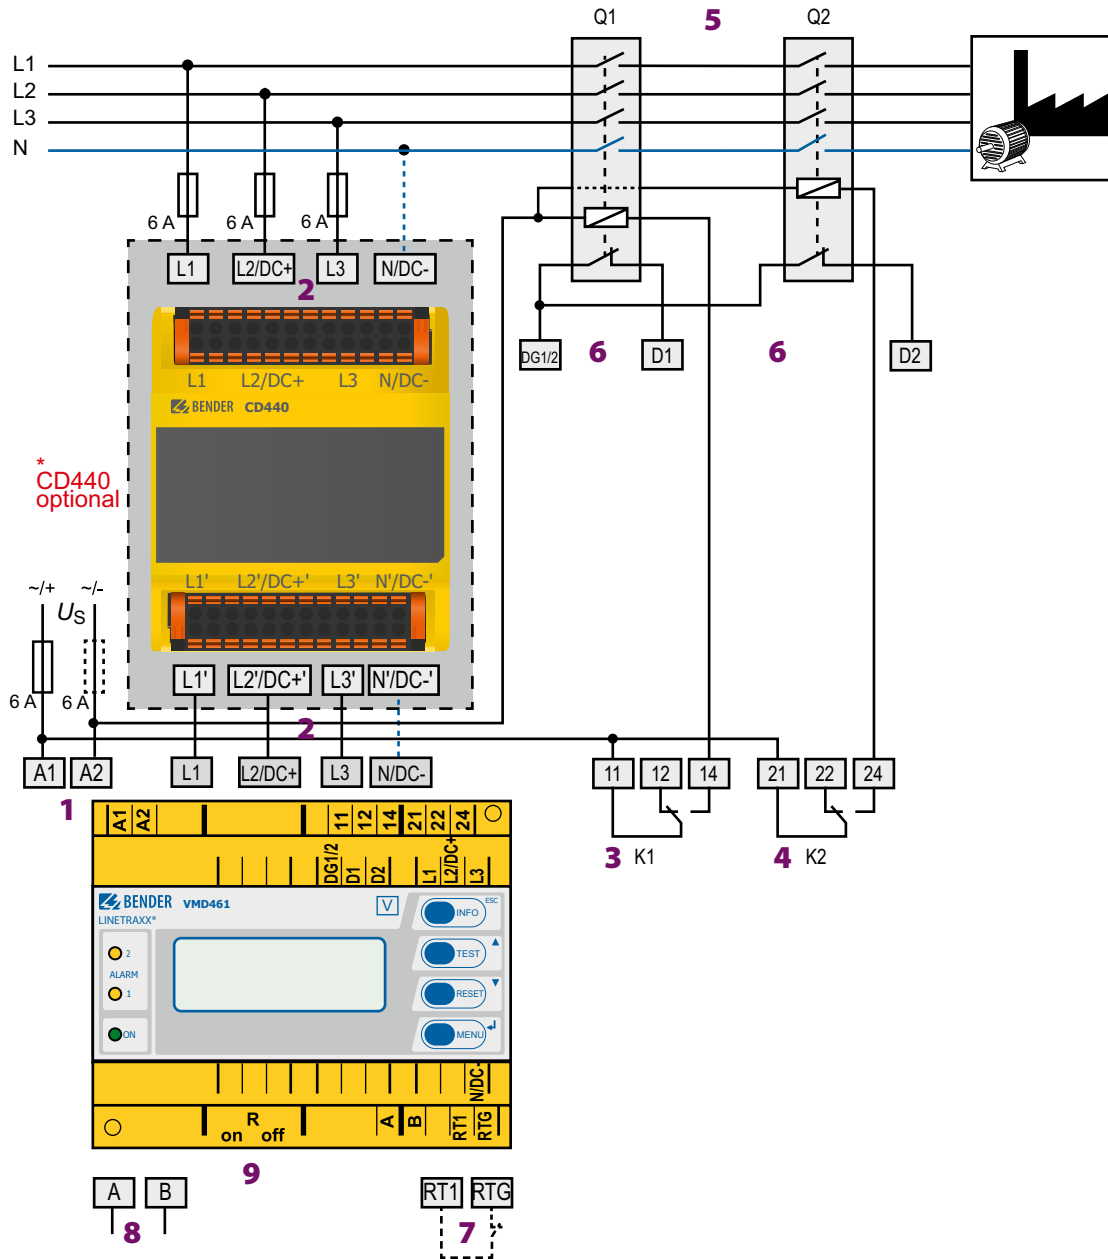 Q1 5 Q2
L1
L2
L3
N
6 A 6 A 6 A
L1 L2/DC+ L3 N/DC-
2
DG1/2 6 D1 6 D2
L1 L2/DC+ L3 N/DC-
BENDER CD440
*
CD440
optional
L1' L2'/DC+' L3' N'/DC-'
~/+ ~/-
US
L1' L2'/DC+' L3' N'/DC-'
6 A 6 A
2
A1 A2 L1 L2/DC+ L3 N/DC-
11 12 14 21 22 24
1
3 K1 4 K2
A1 A2 11 12 14 21 22 24
DG1/2 D1 D2 L1 L2/DC+ L3
BENDER VMD461 V
LINETRAXX®
INFO ESC
2 TEST ▲
ALARM
1 RESET ▼
ON MENU ↵
N/DC-
R
on off
A B RT1 RTG
9
A B RT1 RTG
8 7